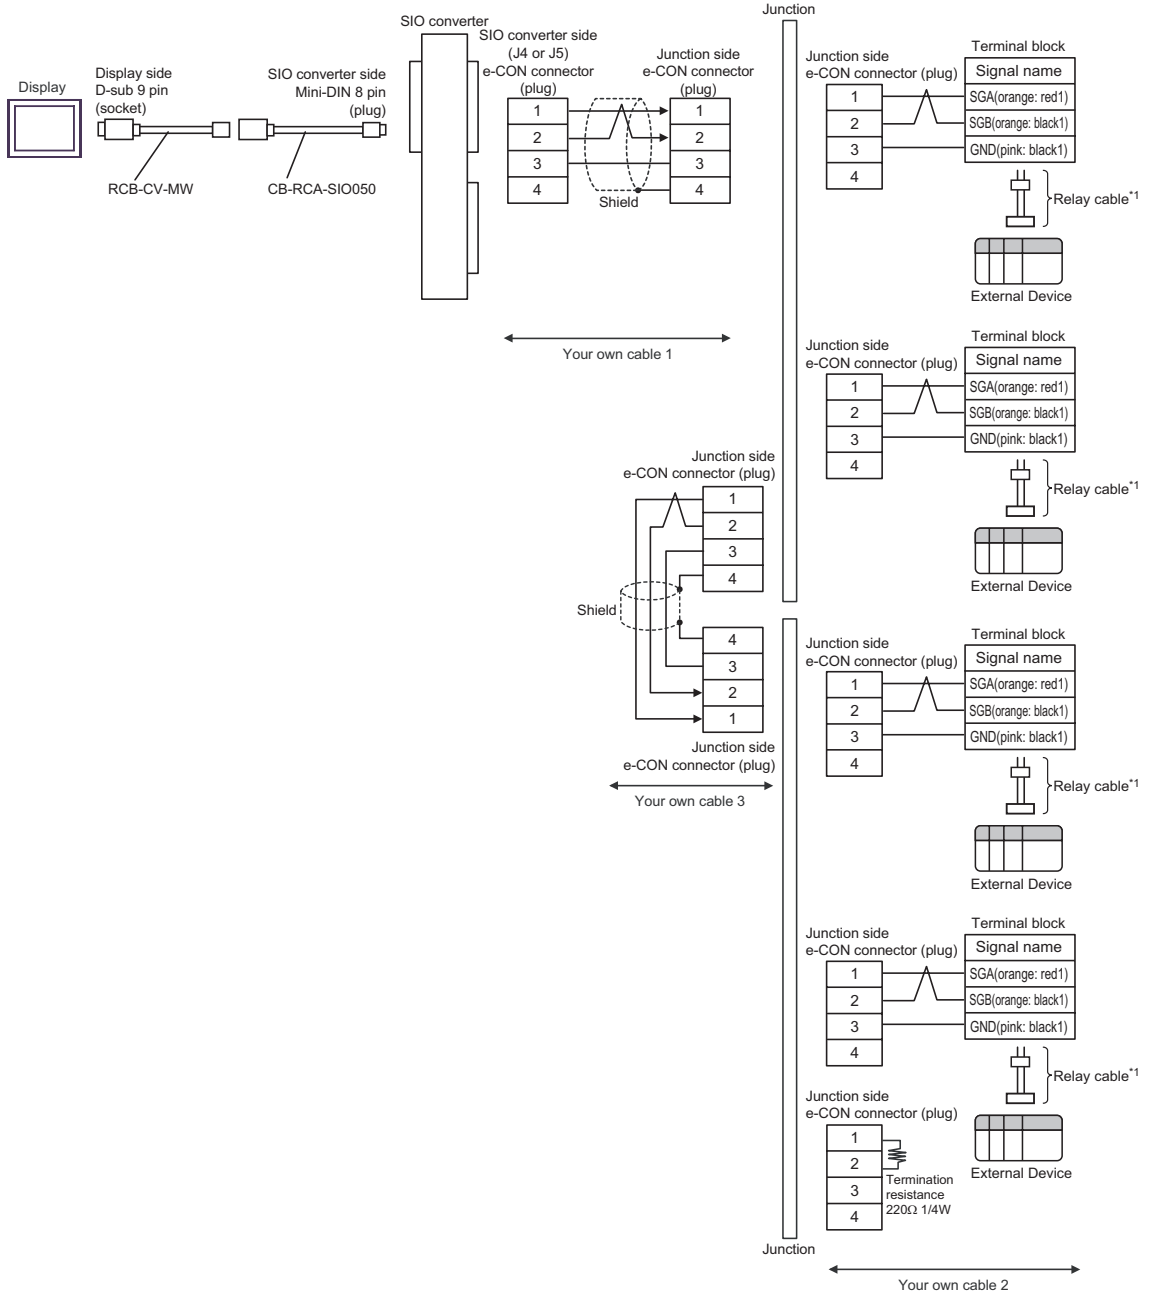 Display
Display side
D-sub 9 pin
(socket)
RCB-CV-MW
SIO converter side
Mini-DIN 8 pin
(plug)
CB-RCA-SIO050
SIO converter
SIO converter side
(J4 or J5)
e-CON connector
(plug)
1
2
3
4
Shield
Junction side
e-CON connector
(plug)
1
2
3
4
Your own cable 1
Junction
Junction side
e-CON connector (plug)
1
2
3
4
Terminal block
Signal name
SGA(orange: red1)
SGB(orange: black1)
GND(pink: black1)
Relay cable*1
External Device
Junction side
e-CON connector (plug)
1
2
3
4
Terminal block
Signal name
SGA(orange: red1)
SGB(orange: black1)
GND(pink: black1)
Relay cable*1
External Device
Junction side
e-CON connector (plug)
1
2
3
4
Shield
4
3
2
1
Junction side
e-CON connector (plug)
Your own cable 3
Junction side
e-CON connector (plug)
1
2
3
4
Terminal block
Signal name
SGA(orange: red1)
SGB(orange: black1)
GND(pink: black1)
Relay cable*1
External Device
Junction side
e-CON connector (plug)
1
2
3
4
Terminal block
Signal name
SGA(orange: red1)
SGB(orange: black1)
GND(pink: black1)
Relay cable*1
External Device
Junction side
e-CON connector (plug)
1
2
3
4
Termination
resistance
220Ω 1/4W
Junction
Your own cable 2